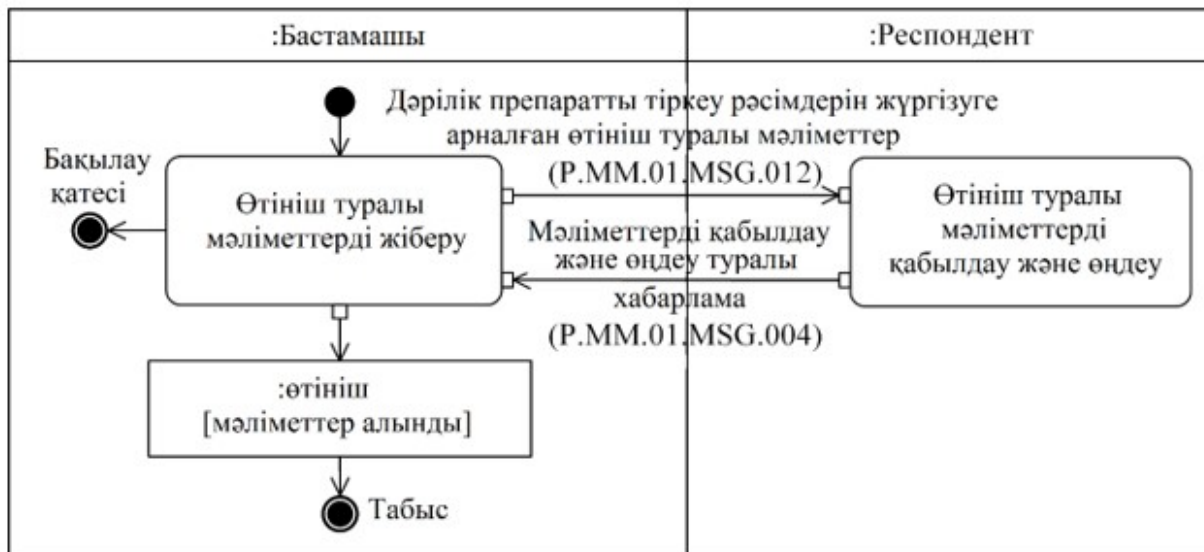 :Бастамашы
:Респондент
Дәрілік препаратты тіркеу рәсімдерін жүргізуге
арналған өтініш туралы мәліметтер
(P.MM.01.MSG.012)
Бақылау
қатесі
Өтініш туралы
мәліметтерді жіберу
Өтініш туралы
мәліметтерді
қабылдау және өңдеу
Мәліметтерді қабылдау
және өңдеу туралы
хабарлама
(P.MM.01.MSG.004)
:өтініш
[мәліметтер алынды]
Табыс